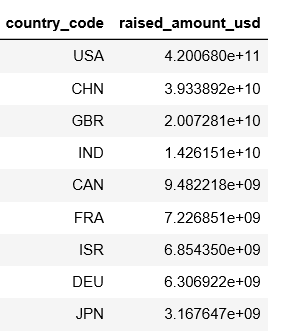 country_code raised_amount_usd
USA 4.200680e+11
CHN 3.933892e+10
GBR 2.007281e+10
IND 1.426151e+10
CAN 9.482218e+09
FRA 7.226851e+09
ISR 6.854350e+09
DEU 6.306922e+09
JPN 3.167647e+09